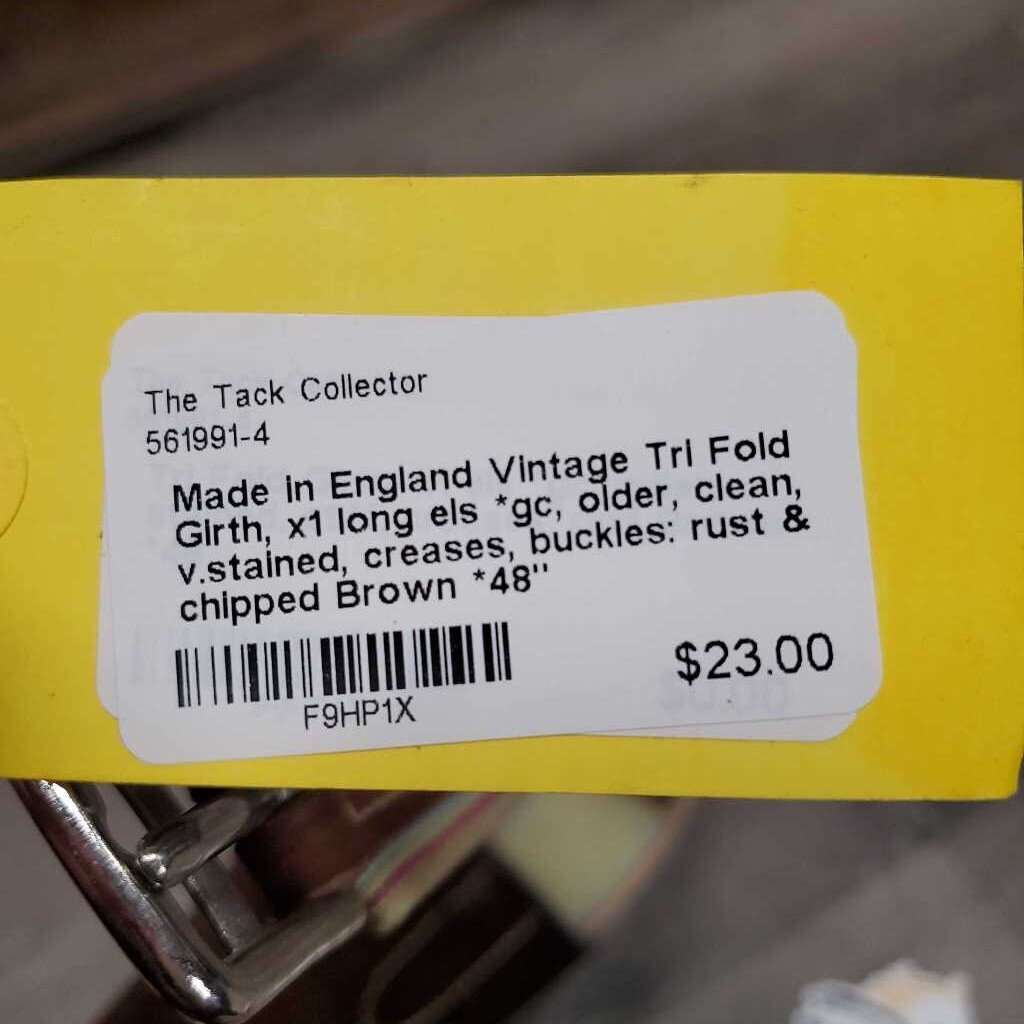 The Tack Collector
561991-4
Made in England Vintage Tri Fold
Girth, x1 long els *gc, older, clean,
v.stained, creases, buckles: rust &
chipped Brown *48"
$23.00
F9HP1X